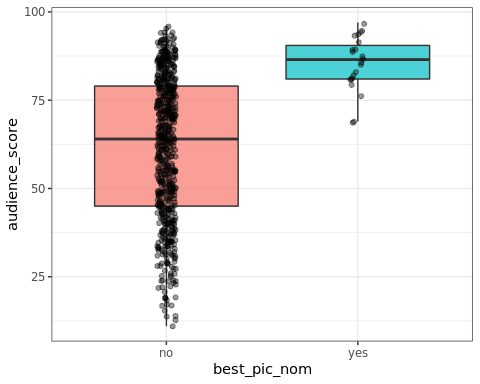 100
75
50
25
audience_score
no
yes
best_pic_nom